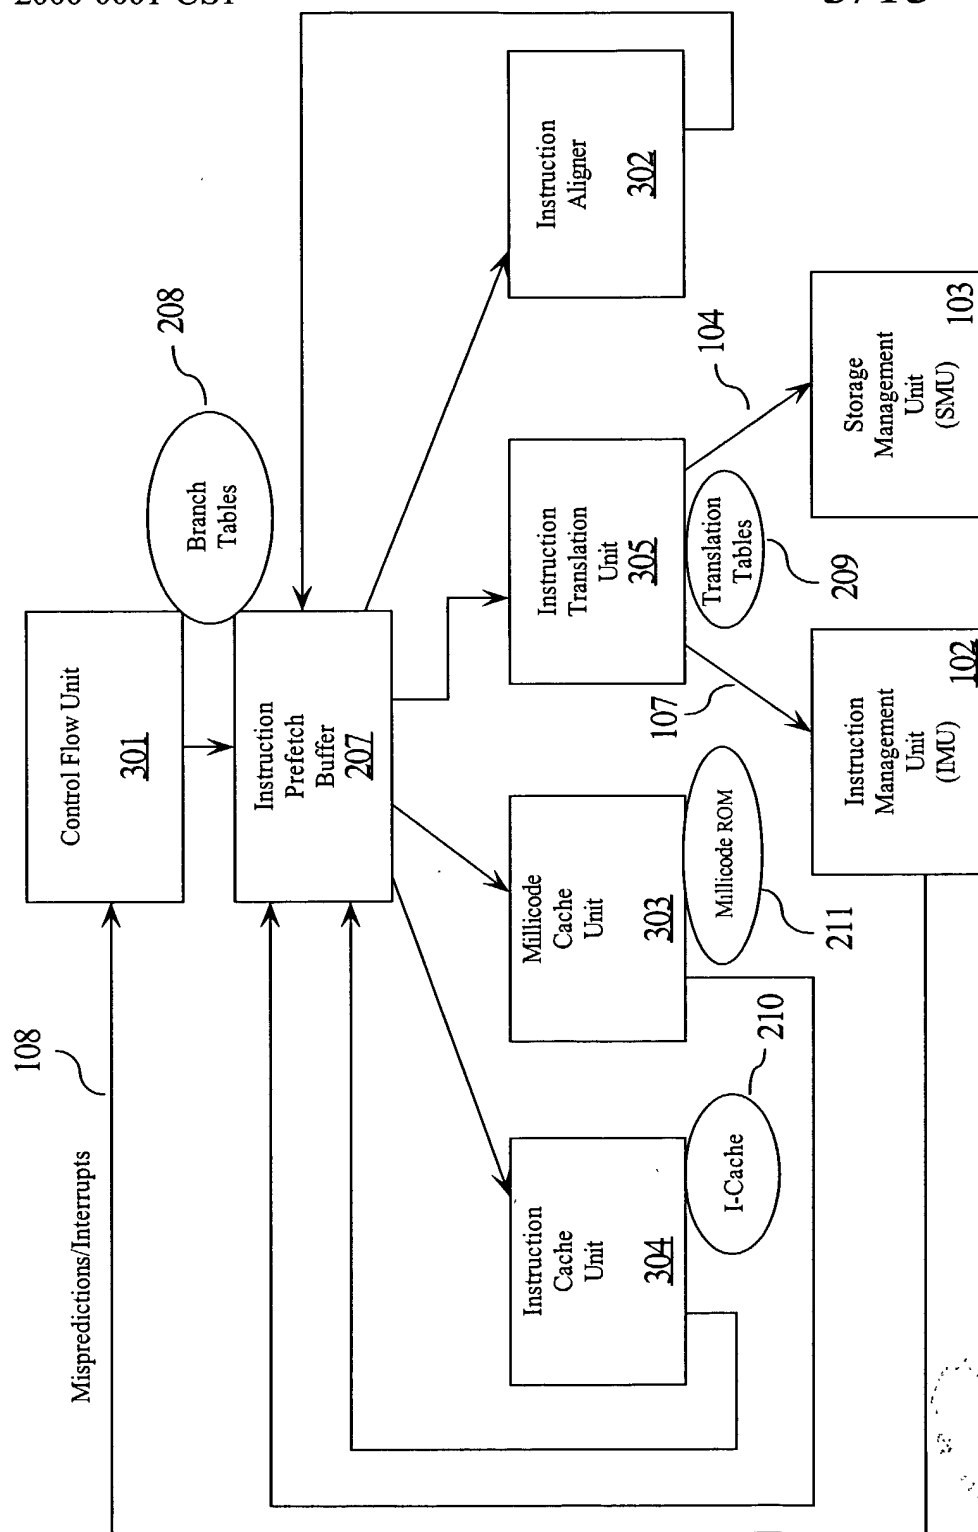 108
Mispredictions/Interrupts
Control Flow Unit
301
Branch
Tables
208
Instruction
Prefetch
Buffer
207
Instruction
Cache
Unit
304
I-Cache
210
Millicode
Cache
Unit
303
Millicode ROM
211
Instruction
Translation
Unit
305
Translation
Tables
209
Instruction
Aligner
302
107
104
Instruction
Management
Unit
(IMU)
102
Storage
Management
Unit
(SMU)
103